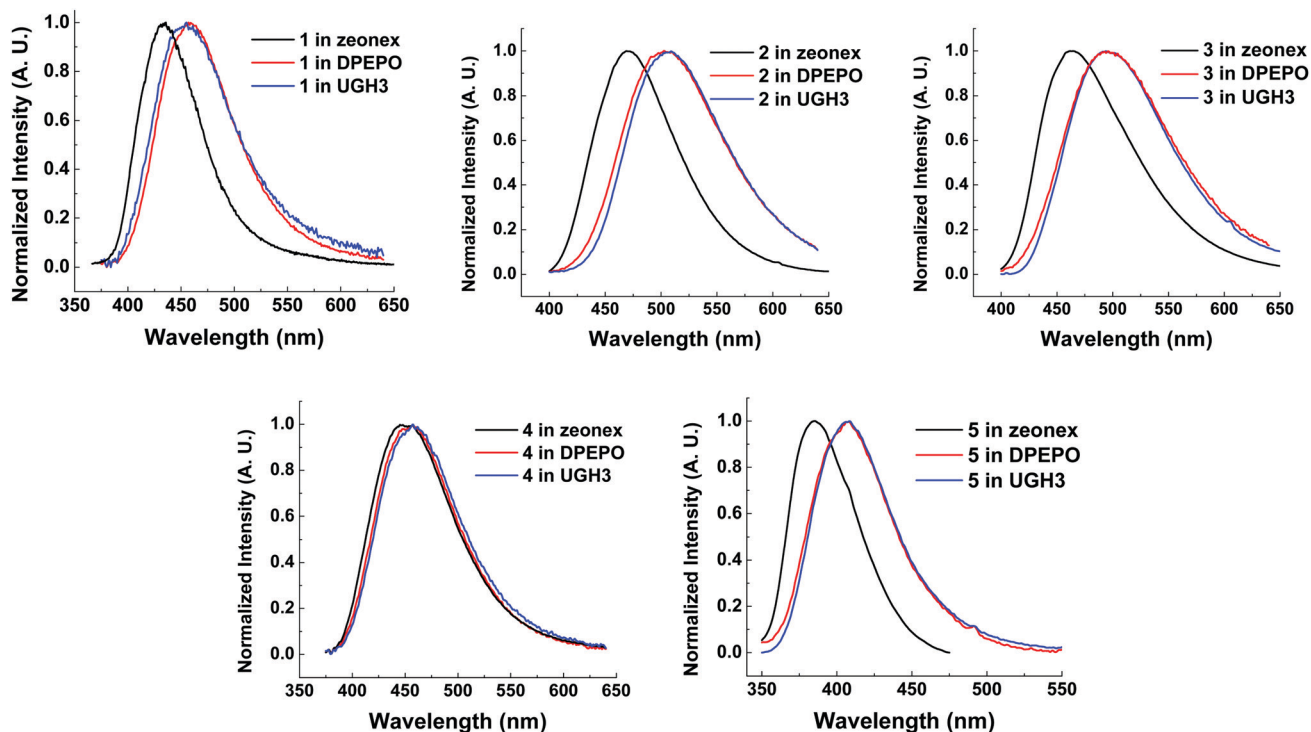 1.0
0.8
0.6
0.4
0.2
0.0
Normalized Intensity (A. U.)
1 in zeonex
1 in DPEPO
1 in UGH3
350 400 450 500 550 600 650
Wavelength (nm)
1.0
0.8
0.6
0.4
0.2
0.0
Normalized Intensity (A. U.)
2 in zeonex
2 in DPEPO
2 in UGH3
400 450 500 550 600 650
Wavelength (nm)
1.0
0.8
0.6
0.4
0.2
0.0
Normalized Intensity (A. U.)
3 in zeonex
3 in DPEPO
3 in UGH3
400 450 500 550 600 650
Wavelength (nm)
1.0
0.8
0.6
0.4
0.2
0.0
Normalized Intensity (A. U.)
4 in zeonex
4 in DPEPO
4 in UGH3
300 350 400 450 500 550 600 650
Wavelength (nm)
1.0
0.8
0.6
0.4
0.2
0.0
Normalized Intensity (A. U.)
5 in zeonex
5 in DPEPO
5 in UGH3
350 400 450 500 550
Wavelength (nm)